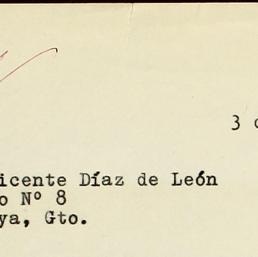 3
icente Díaz de León
o Nº 8
ya, Gto.